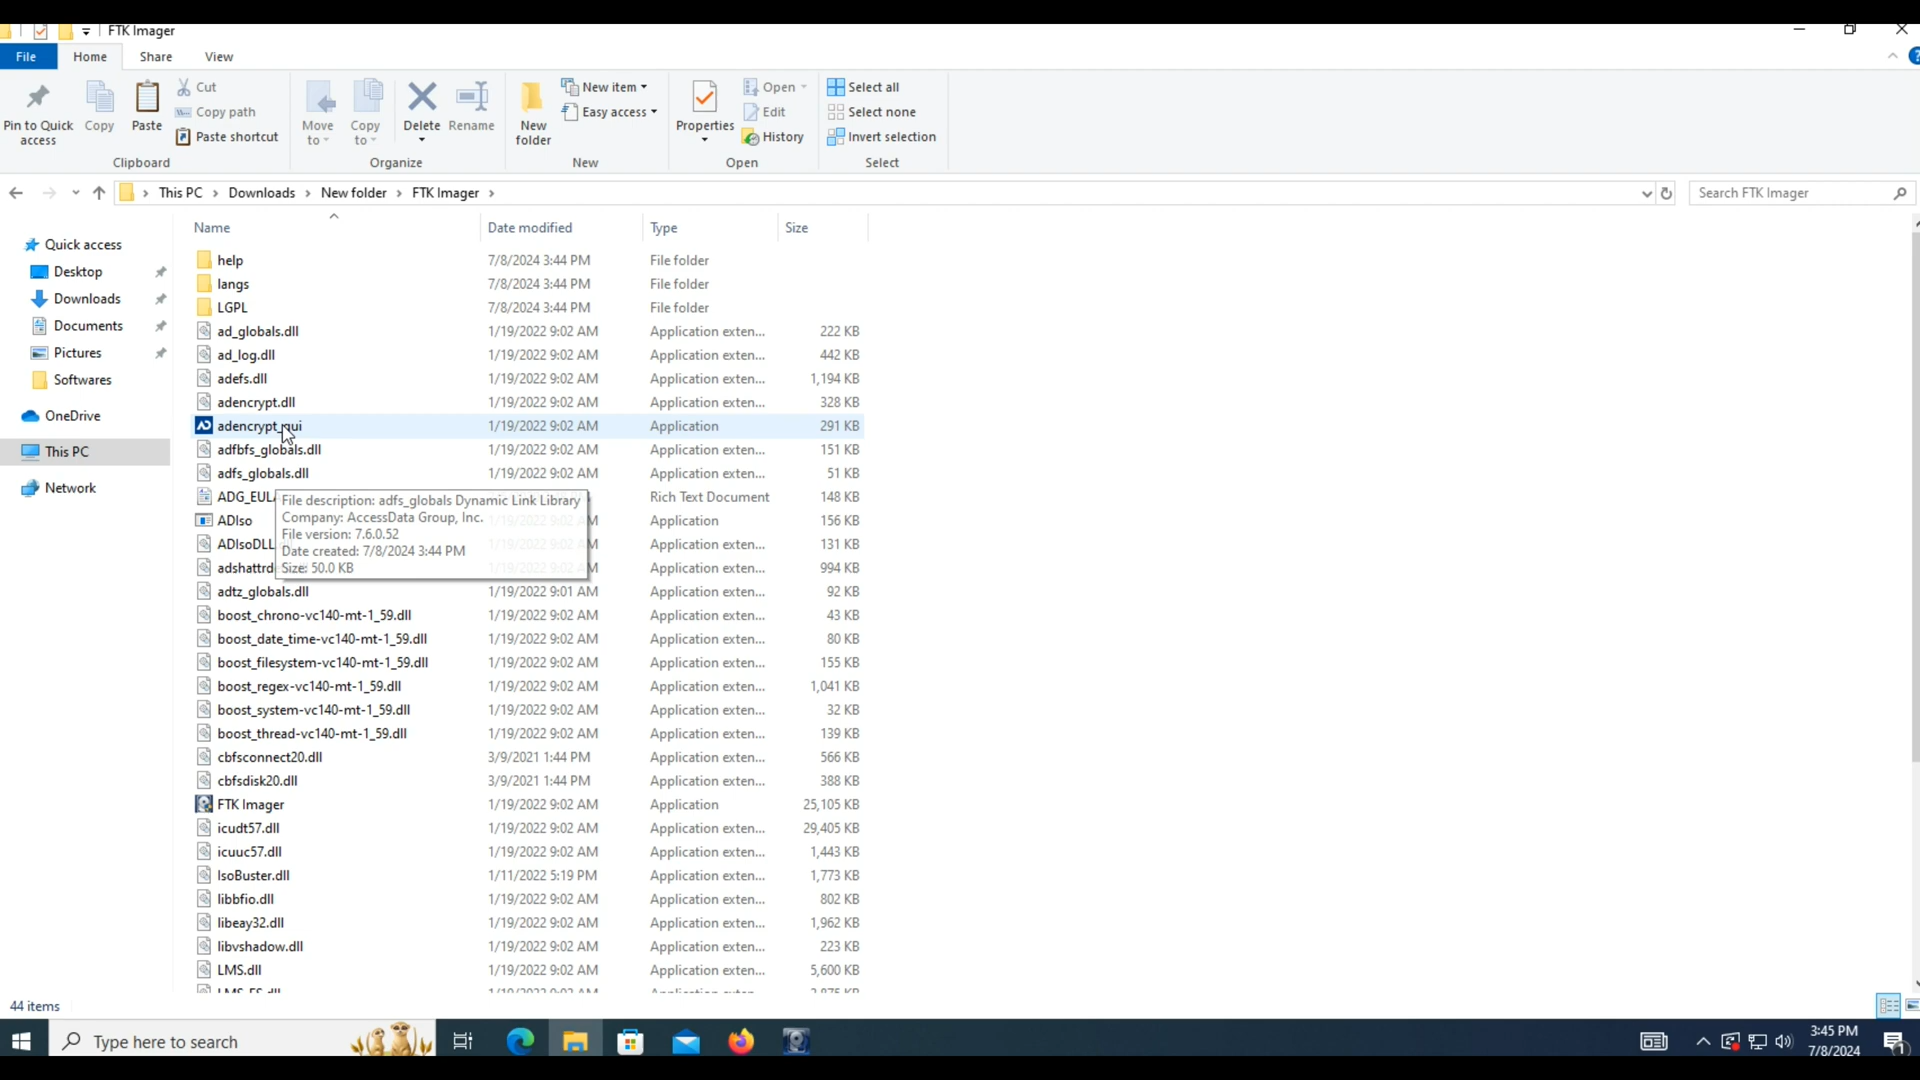 FTK Imager
File Home Share View
Pin to Quick access
Copy
Paste
Cut
Copy path
Paste shortcut
Clipboard
Move to
Copy to
Delete
Rename
Organize
New folder
New item
Easy access
New
Properties
Open
Edit
History
Open
Select all
Select none
Invert selection
Select
This PC > Downloads > New folder > FTK Imager >
Search FTK Imager
Quick access
Desktop
Downloads
Documents
Pictures
Softwares
OneDrive
This PC
Network
Name Date modified Type Size
help 7/8/2024 3:44 PM File folder
langs 7/8/2024 3:44 PM File folder
LGPL 7/8/2024 3:44 PM File folder
ad_globals.dll 1/19/2022 9:02 AM Application exten... 222 KB
ad_log.dll 1/19/2022 9:02 AM Application exten... 442 KB
adefs.dll 1/19/2022 9:02 AM Application exten... 1,194 KB
adencrypt.dll 1/19/2022 9:02 AM Application exten... 328 KB
adencrypt_gui 1/19/2022 9:02 AM Application 291 KB
adfbfs_globals.dll 1/19/2022 9:02 AM Application exten... 151 KB
adfs_globals.dll 1/19/2022 9:02 AM Application exten... 51 KB
ADG_EUL Rich Text Document 148 KB
ADIso Application 156 KB
ADIsoDLL Application exten... 131 KB
adshattrd Application exten... 994 KB
File description: adfs_globals Dynamic Link Library
Company: AccessData Group, Inc.
File version: 7.6.0.52
Date created: 7/8/2024 3:44 PM
Size: 50.0 KB
adtz_globals.dll 1/19/2022 9:01 AM Application exten... 92 KB
boost_chrono-vc140-mt-1_59.dll 1/19/2022 9:02 AM Application exten... 43 KB
boost_date_time-vc140-mt-1_59.dll 1/19/2022 9:02 AM Application exten... 80 KB
boost_filesystem-vc140-mt-1_59.dll 1/19/2022 9:02 AM Application exten... 155 KB
boost_regex-vc140-mt-1_59.dll 1/19/2022 9:02 AM Application exten... 1,041 KB
boost_system-vc140-mt-1_59.dll 1/19/2022 9:02 AM Application exten... 32 KB
boost_thread-vc140-mt-1_59.dll 1/19/2022 9:02 AM Application exten... 139 KB
cbfsconnect20.dll 3/9/2021 1:44 PM Application exten... 566 KB
cbfsdisk20.dll 3/9/2021 1:44 PM Application exten... 388 KB
FTK Imager 1/19/2022 9:02 AM Application 25,105 KB
icudt57.dll 1/19/2022 9:02 AM Application exten... 29,405 KB
icuuc57.dll 1/19/2022 9:02 AM Application exten... 1,443 KB
IsoBuster.dll 1/11/2022 5:19 PM Application exten... 1,773 KB
libbfio.dll 1/19/2022 9:02 AM Application exten... 802 KB
libeay32.dll 1/19/2022 9:02 AM Application exten... 1,962 KB
libvshadow.dll 1/19/2022 9:02 AM Application exten... 223 KB
LMS.dll 1/19/2022 9:02 AM Application exten... 5,600 KB
44 items
Type here to search
3:45 PM
7/8/2024
1